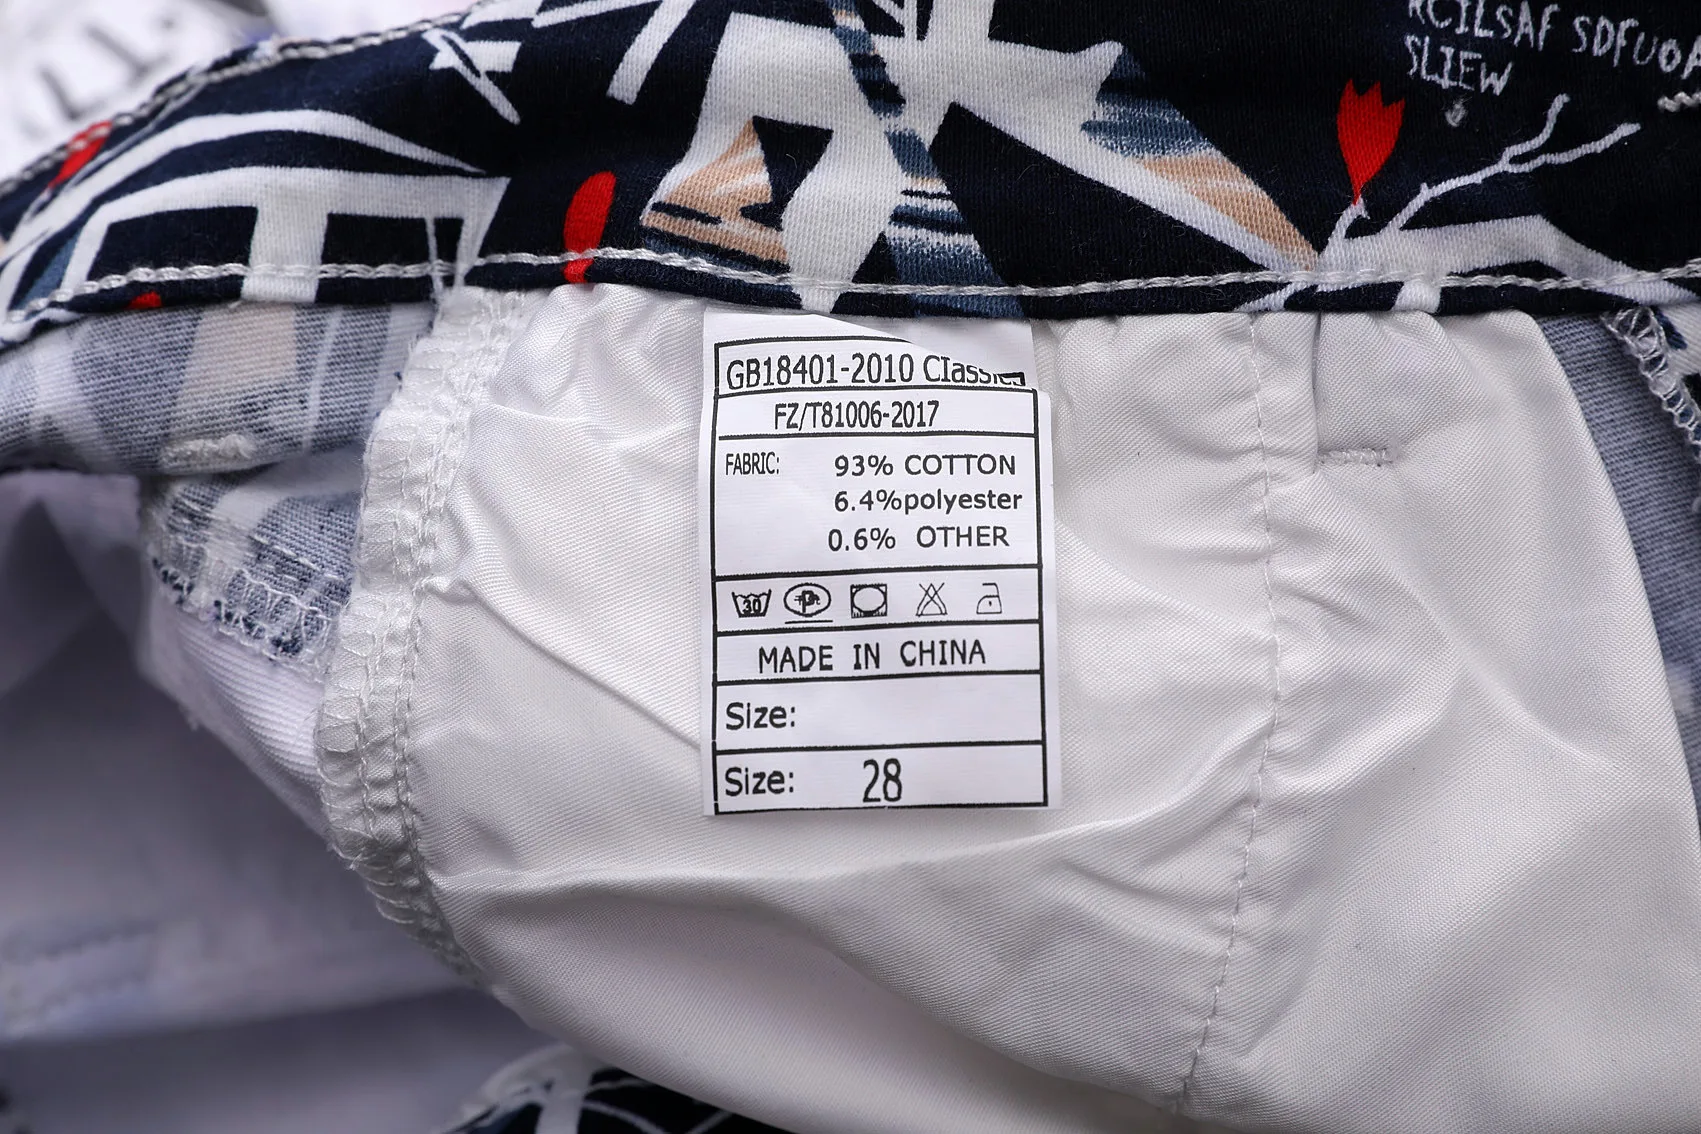 RCILSAF SDFUOA
SLIEW
GB18401-2010 CIassics
FZ/T81006-2017
FABRIC: 93% COTTON
6.4%polyester
0.6% OTHER
30 P
MADE IN CHINA
Size:
Size: 28